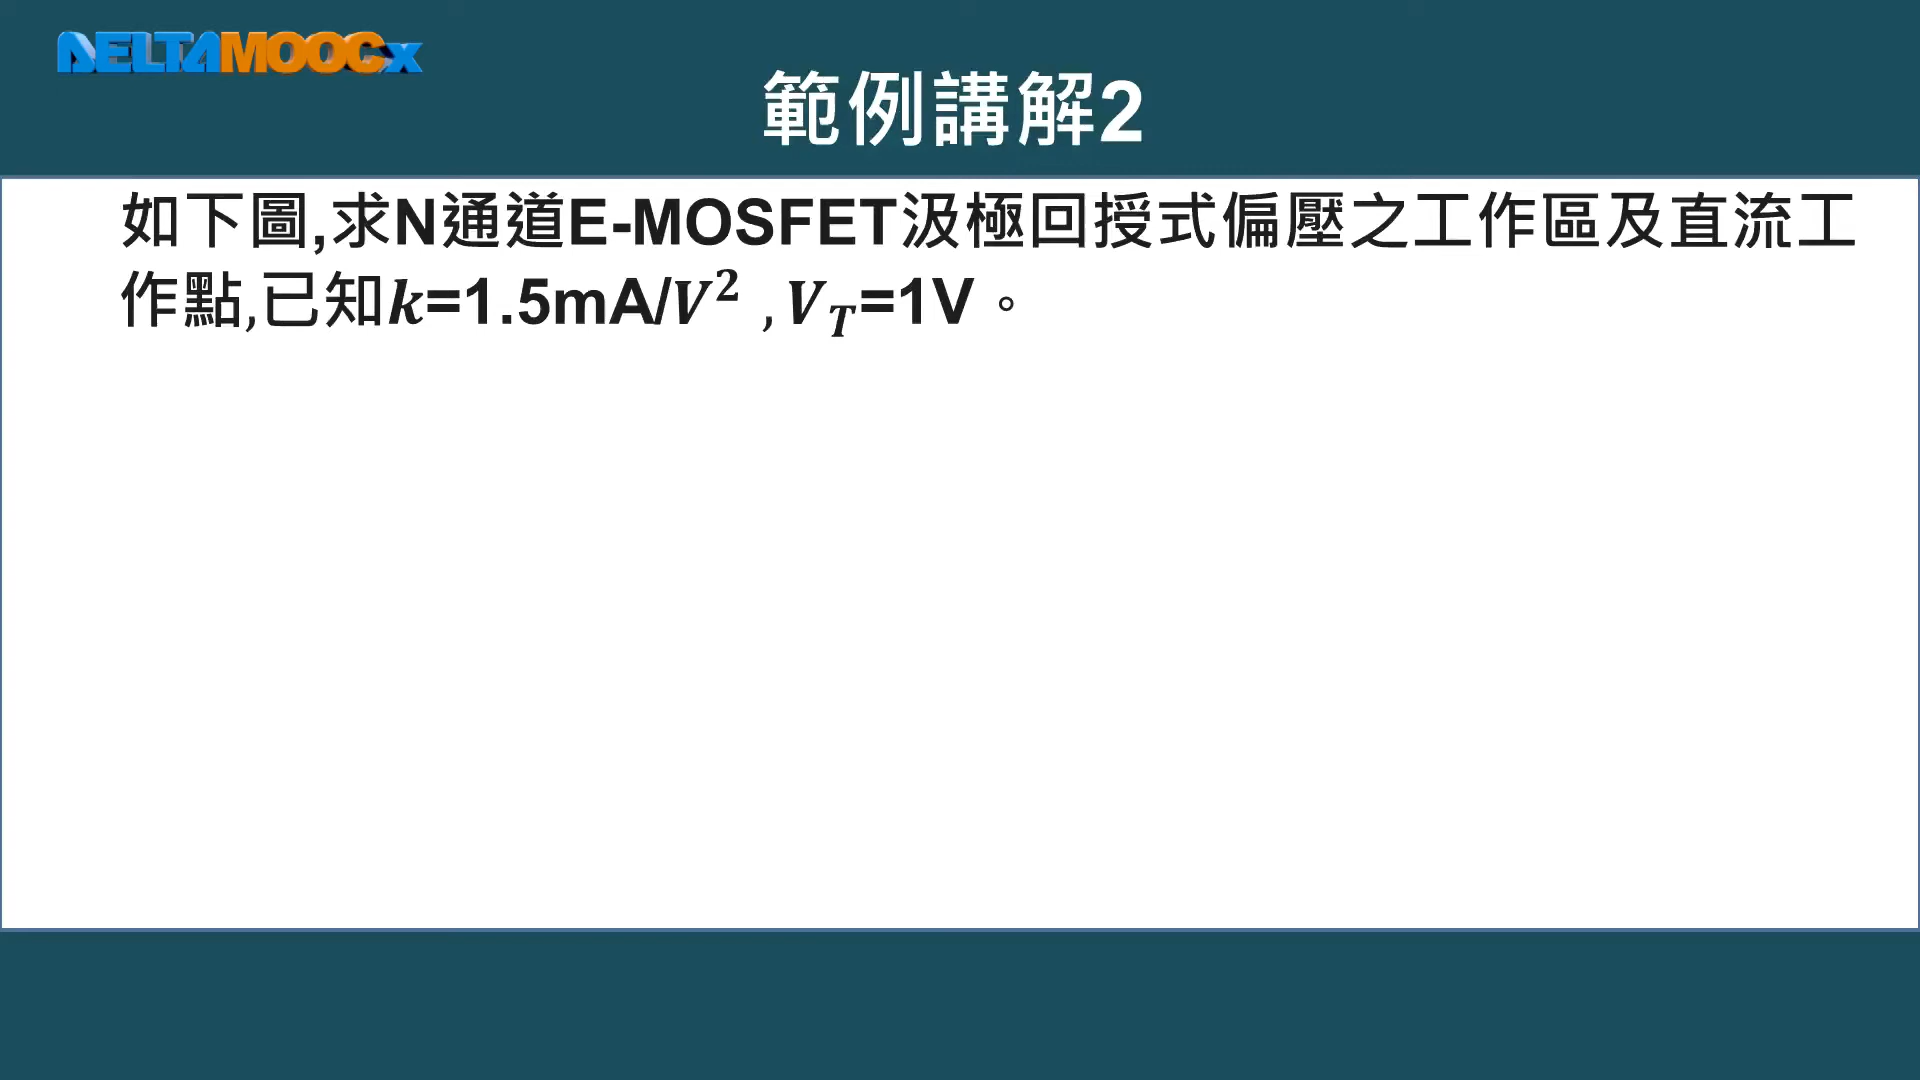 DELTAMOOCx
範例講解2
如下圖,求N通道E-MOSFET汲極回授式偏壓之工作區及直流工
作點,已知k=1.5mA/V² , V_T=1V。